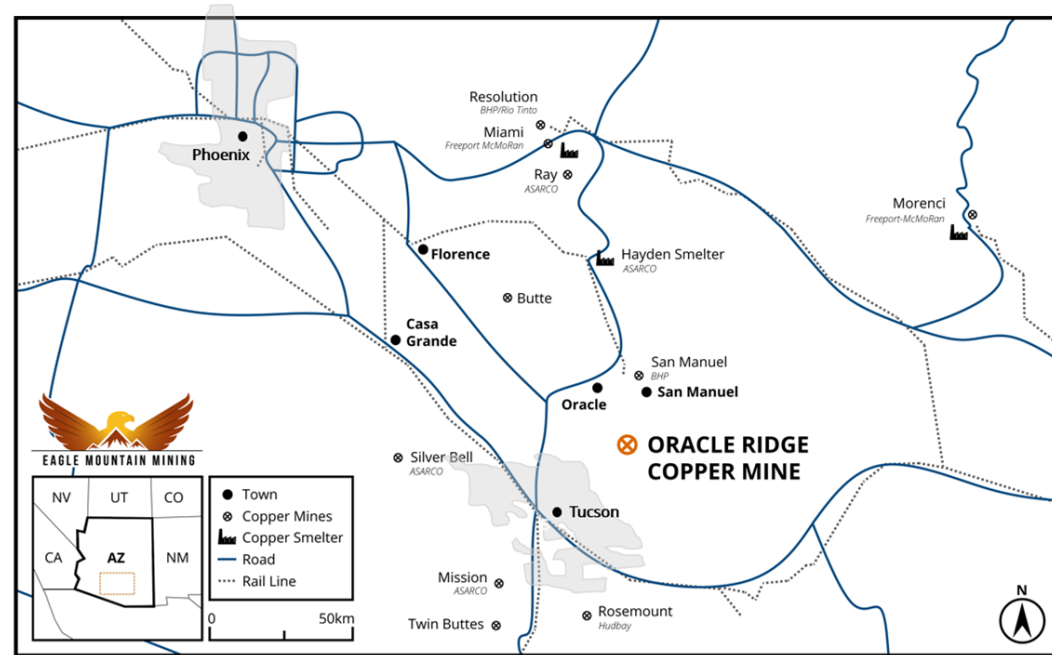 Resolution
BHP/Rio Tinto
Miami
Freeport McMoRan
Phoenix
Ray
ASARCO
Morenci
Freeport-McMoRan
Florence
Hayden Smelter
ASARCO
Butte
Casa
Grande
San Manuel
BHP
Oracle
San Manuel
ORACLE RIDGE
COPPER MINE
EAGLE MOUNTAIN MINING
Silver Bell
ASARCO
NV
UT
CO
CA
AZ
NM
Town
Copper Mines
Copper Smelter
Road
Rail Line
0
50km
Tucson
Mission
ASARCO
Twin Buttes
Rosemount
Hudbay
N